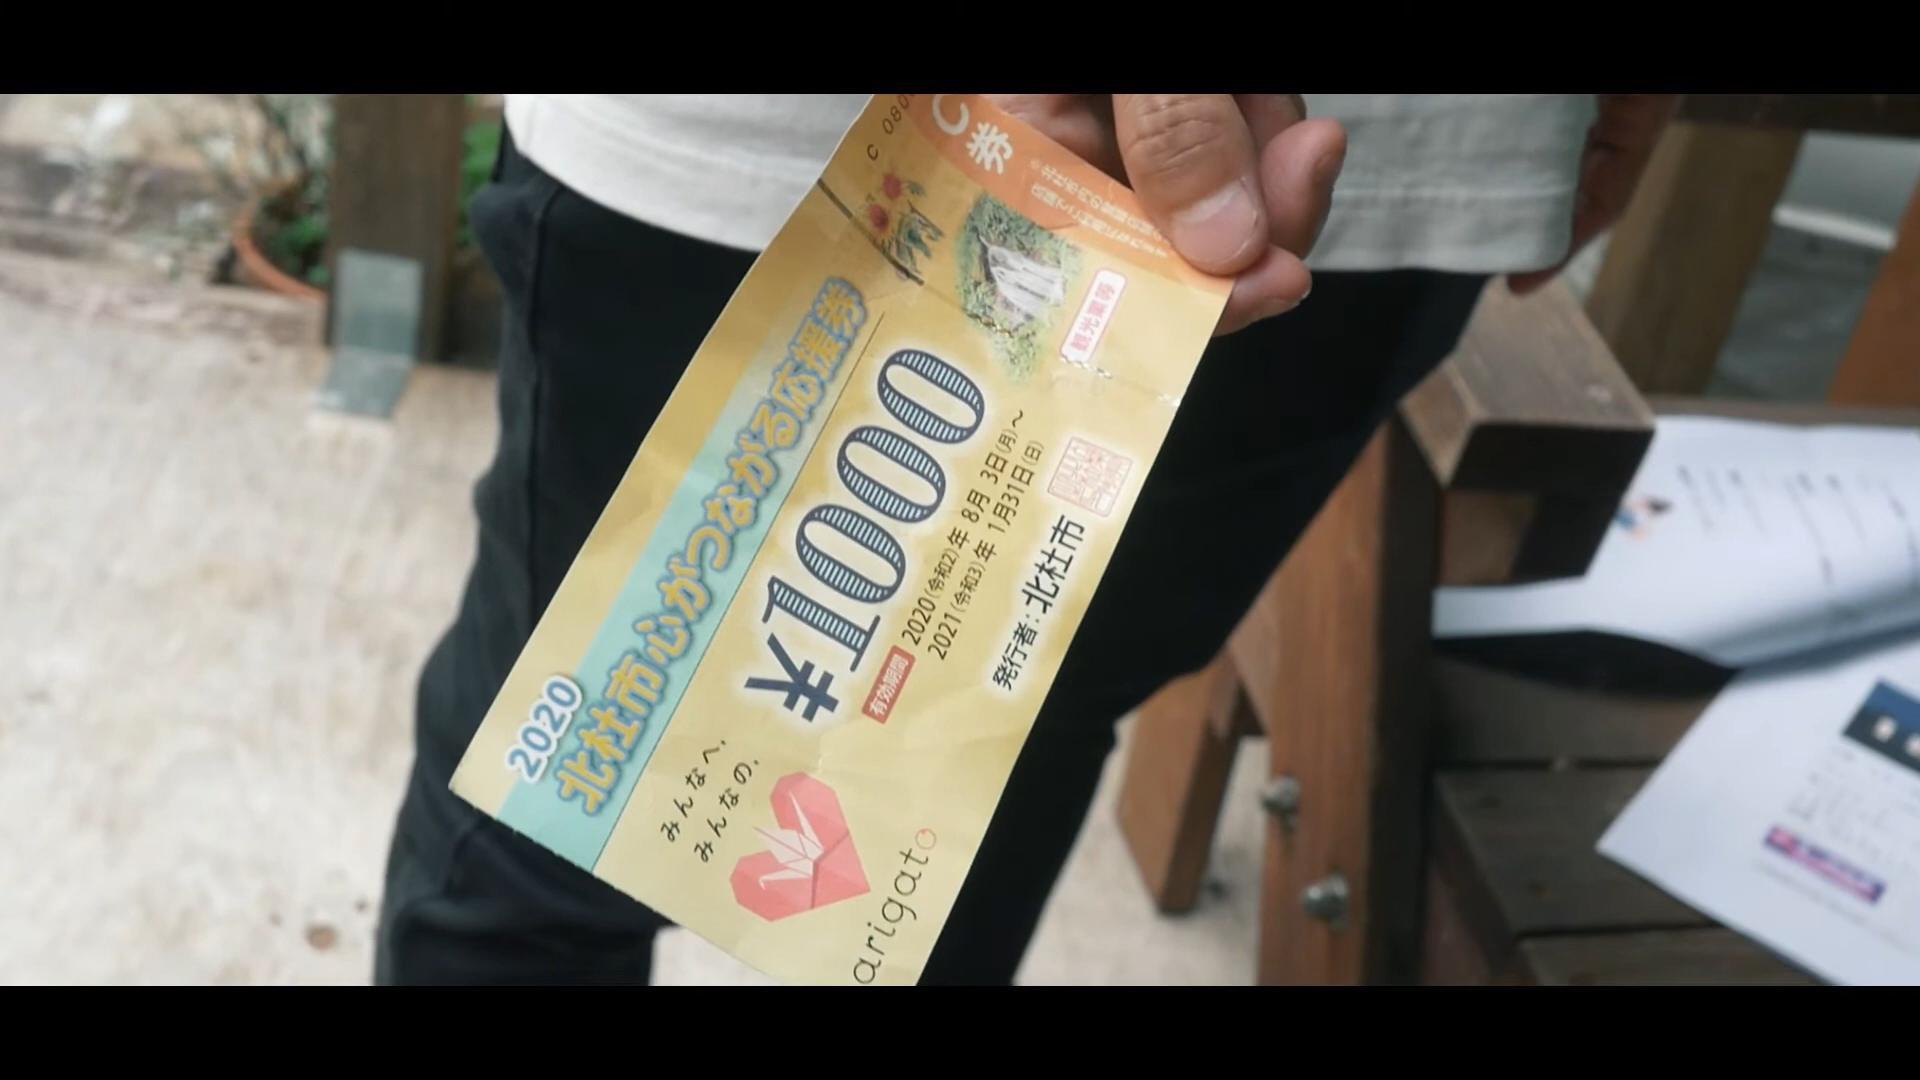 C 080
C
券
観光業等
2020
北杜市心がつながる応援券
¥1000
有効期間
2020(令和2)年 8月 3日(月)〜
2021(令和3)年 1月31日(日)
発行者:北杜市
みんなへ、
みんなの、
arigato